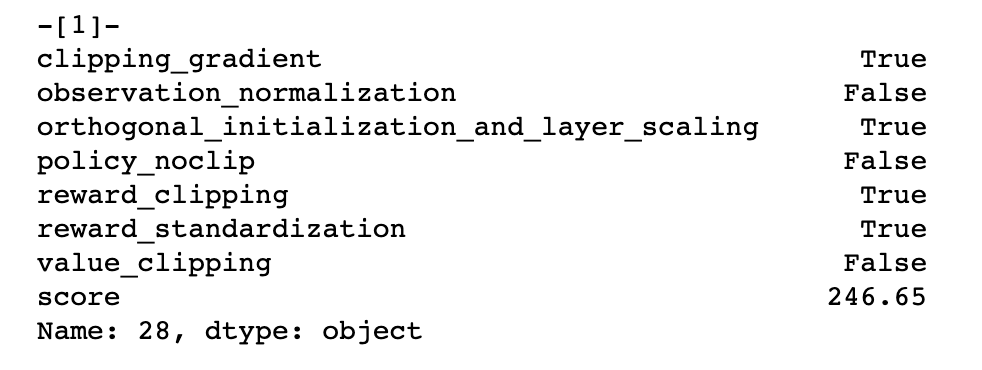 -[1]-
clipping_gradient True
observation_normalization False
orthogonal_initialization_and_layer_scaling True
policy_noclip False
reward_clipping True
reward_standardization True
value_clipping False
score 246.65
Name: 28, dtype: object